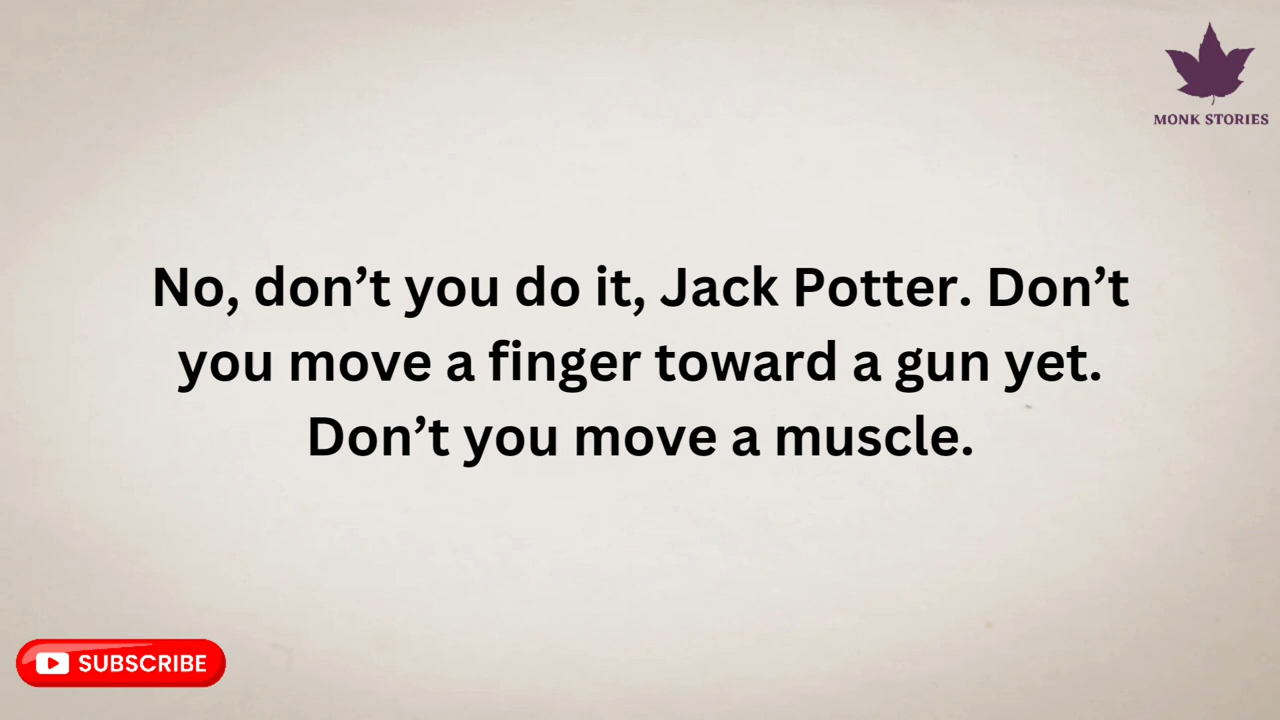 MONK STORIES
No, don’t you do it, Jack Potter. Don’t
you move a finger toward a gun yet.
Don’t you move a muscle.
SUBSCRIBE